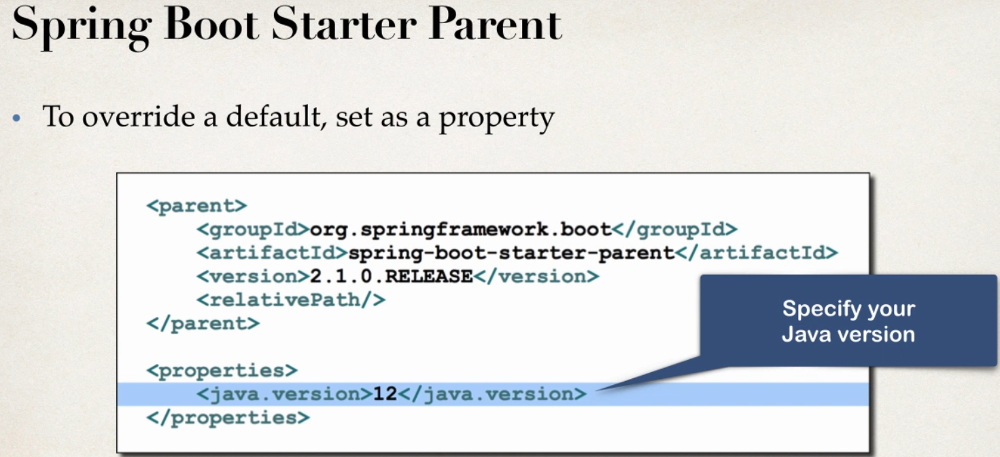 Spring Boot Starter Parent
• To override a default, set as a property
<parent>
<groupId>org.springframework.boot</groupId>
<artifactId>spring-boot-starter-parent</artifactId>
<version>2.1.0.RELEASE</version>
<relativePath/>
</parent>
Specify your
Java version
<properties>
<java.version>12</java.version>
</properties>